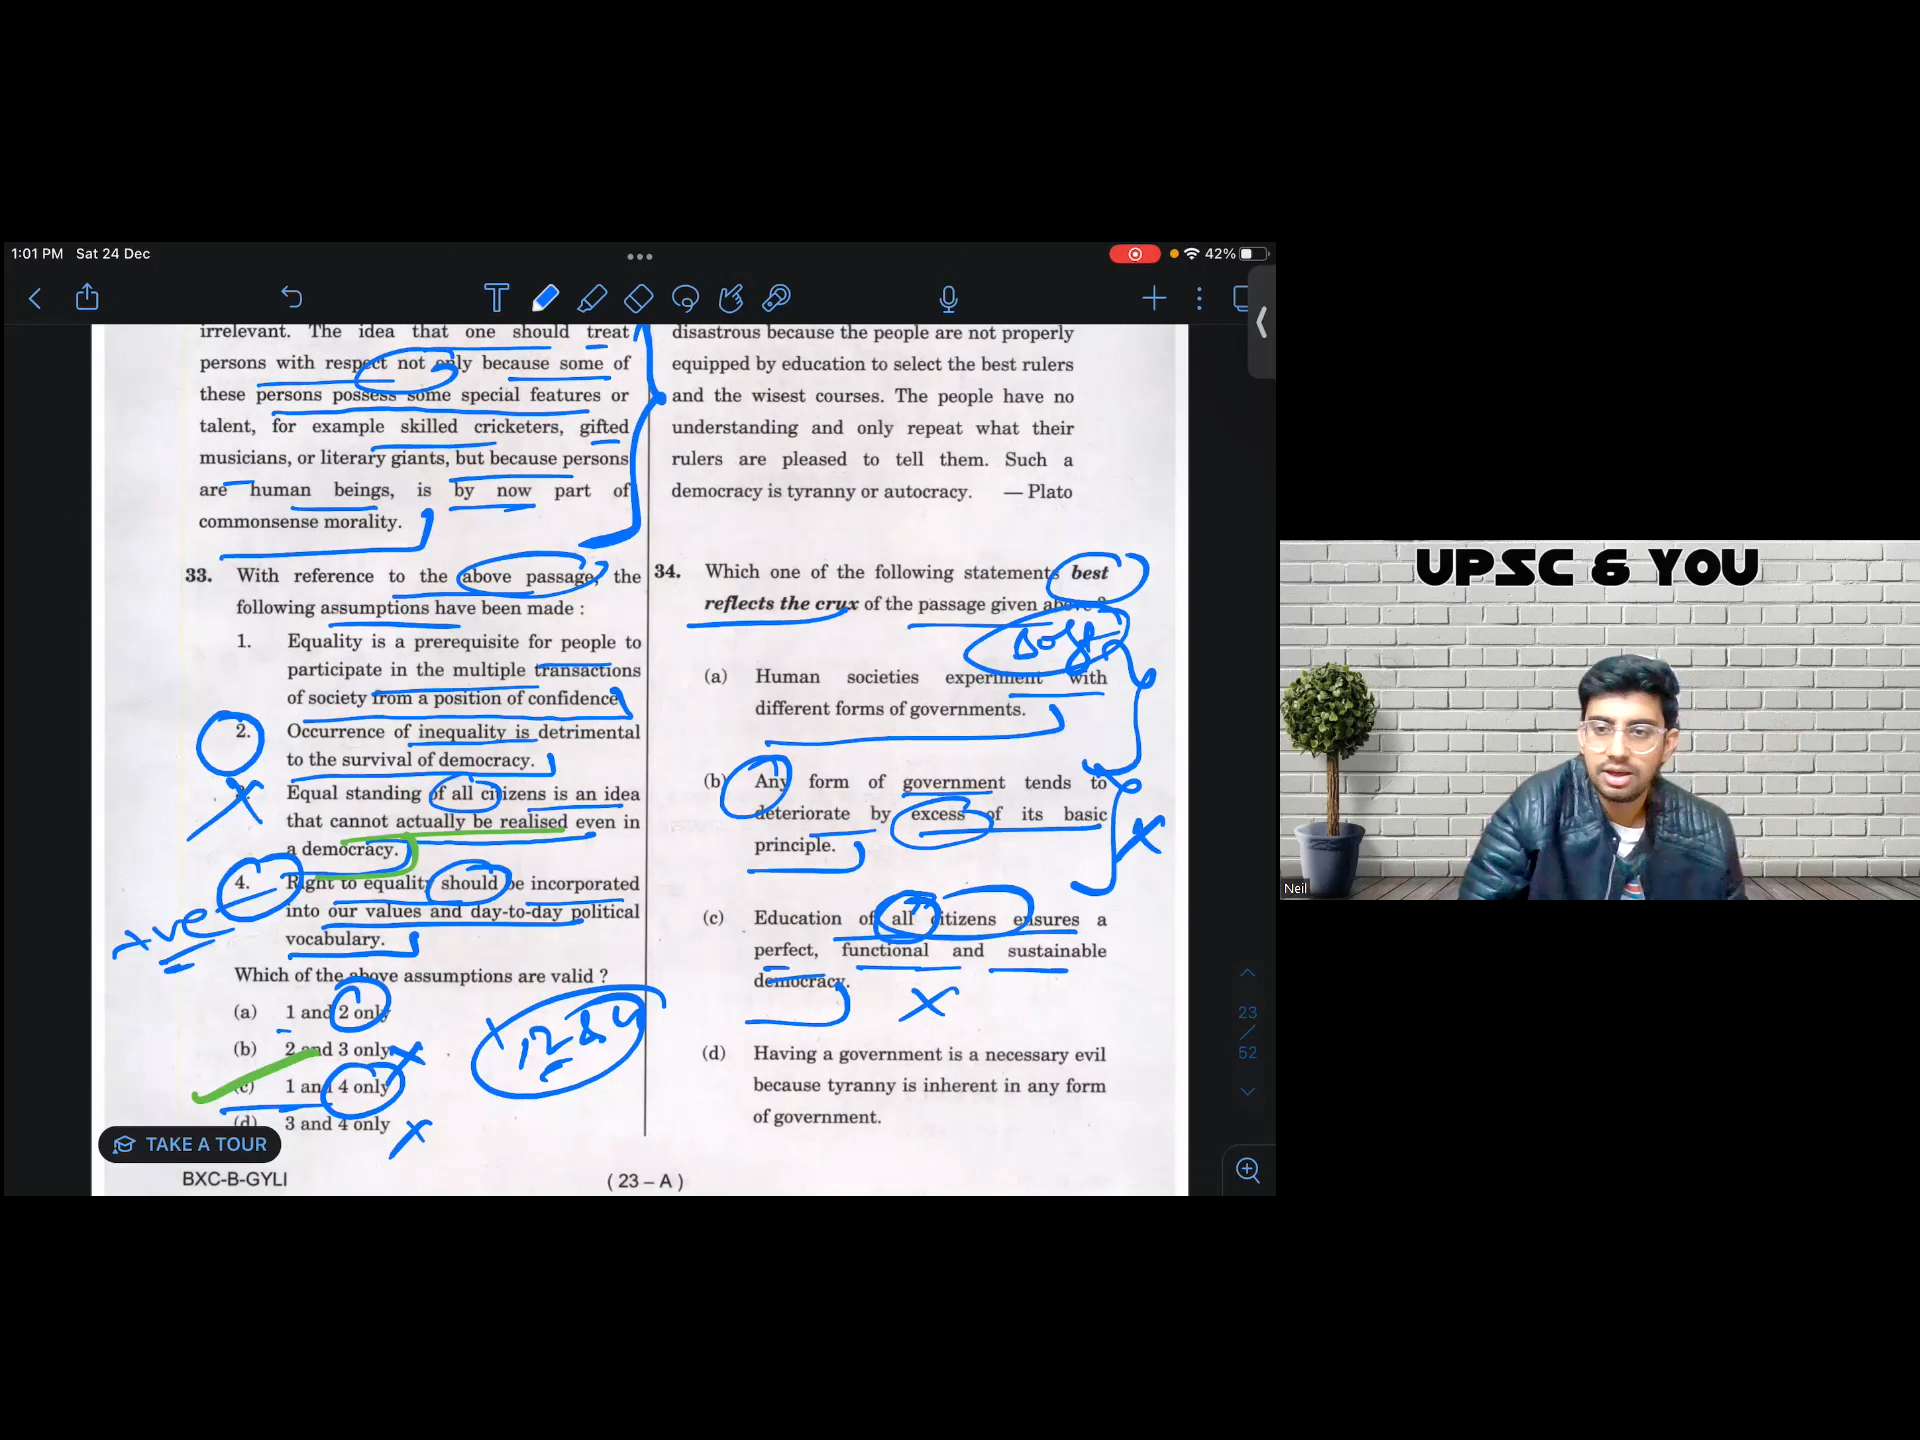 1:01 PM Sat 24 Dec
42%
irrelevant. The idea that one should treat
persons with respect not only because some of
these persons possess some special features or
talent, for example skilled cricketers, gifted
musicians, or literary giants, but because persons
are human beings, is by now part of
commonsense morality.
33. With reference to the above passage, the
following assumptions have been made :
1. Equality is a prerequisite for people to
participate in the multiple transactions
of society from a position of confidence
2. Occurrence of inequality is detrimental
to the survival of democracy.
Equal standing of all citizens is an idea
that cannot actually be realised even in
a democracy.
4. Right to equality should be incorporated
into our values and day-to-day political
vocabulary.
+ve
Which of the above assumptions are valid ?
(a) 1 and 2 only
(b) 2 and 3 only
(c) 1 and 4 only
(d) 3 and 4 only
TAKE A TOUR
BXC-B-GYLI
( 23 – A )
disastrous because the people are not properly
equipped by education to select the best rulers
and the wisest courses. The people have no
understanding and only repeat what their
rulers are pleased to tell them. Such a
democracy is tyranny or autocracy. — Plato
34. Which one of the following statements best
reflects the crux of the passage given above ?
(a) Human societies experiment with
different forms of governments.
(b) Any form of government tends to
deteriorate by excess of its basic
principle.
(c) Education of all citizens ensures a
perfect, functional and sustainable
democracy.
(d) Having a government is a necessary evil
because tyranny is inherent in any form
of government.
23
/
52
UPSC & YOU
Neil